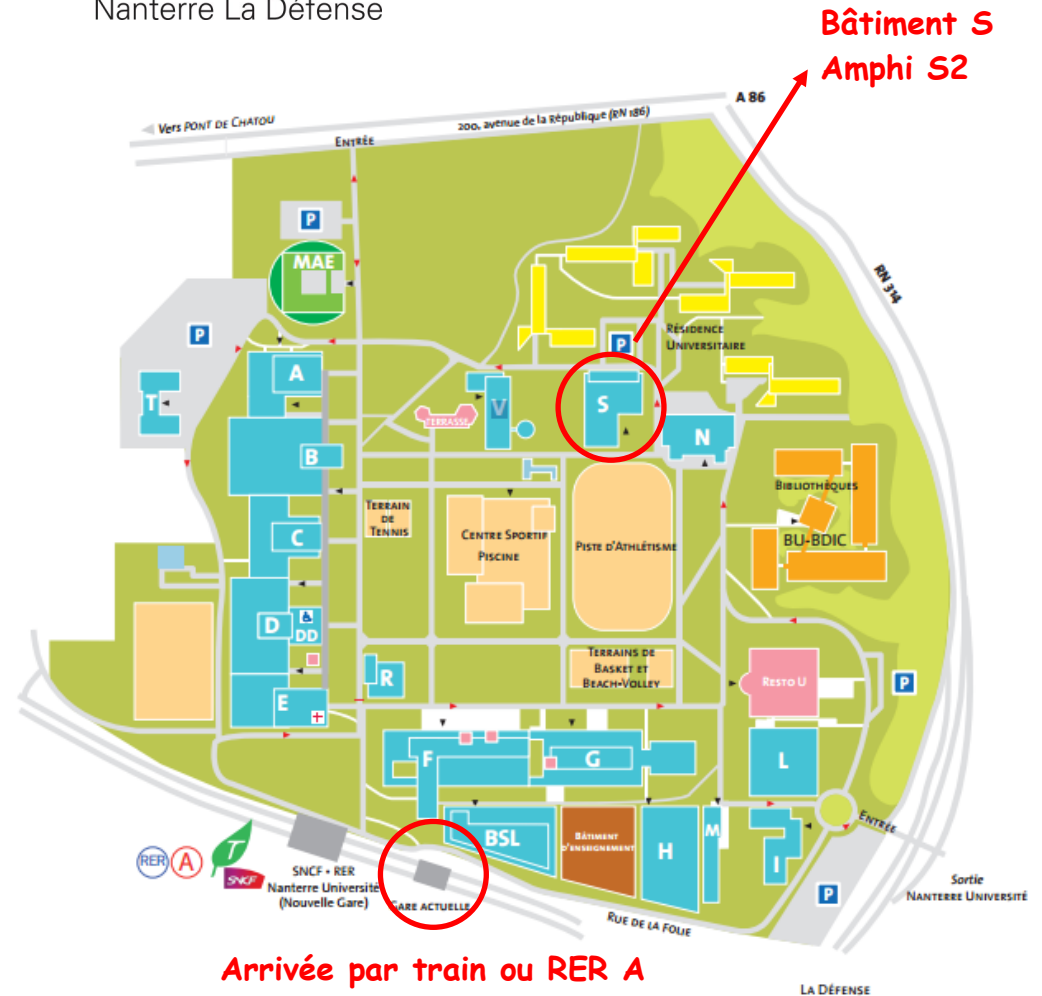 Nanterre La Défense
Bâtiment S
Amphi S2
A 86
Vers PONT DE CHATOU
200, avenue de la République (RN 186)
ENTRÉE
P
MAE
RN 314
P
P
RÉSIDENCE
UNIVERSITAIRE
A
T
V
S
TERRASSE
N
B
BIBLIOTHÈQUES
TERRAIN
DE
TENNIS
CENTRE SPORTIF
PISCINE
PISTE D'ATHLÉTISME
C
BU-BDIC
D
DD
TERRAINS DE
BASKET ET
BEACH-VOLLEY
R
RESTO U
P
E
F
G
L
BSL
BÂTIMENT
D'ENSEIGNEMENT
H
M
I
ENTRÉE
RER
A
T
SNCF
SNCF • RER
Nanterre Université
(Nouvelle Gare)
GARE ACTUELLE
P
Sortie
NANTERRE UNIVERSITÉ
RUE DE LA FOLIE
Arrivée par train ou RER A
LA DÉFENSE